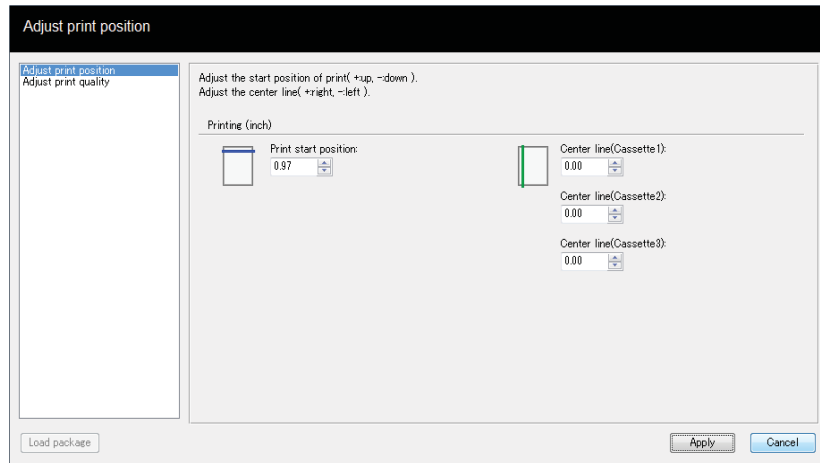 Adjust print position
Adjust print position
Adjust print quality
Adjust the start position of print( +:up, -:down ).
Adjust the center line( +:right, -:left ).
Printing (inch)
Print start position:
0.97
Center line(Cassette1):
0.00
Center line(Cassette2):
0.00
Center line(Cassette3):
0.00
Load package
Apply
Cancel